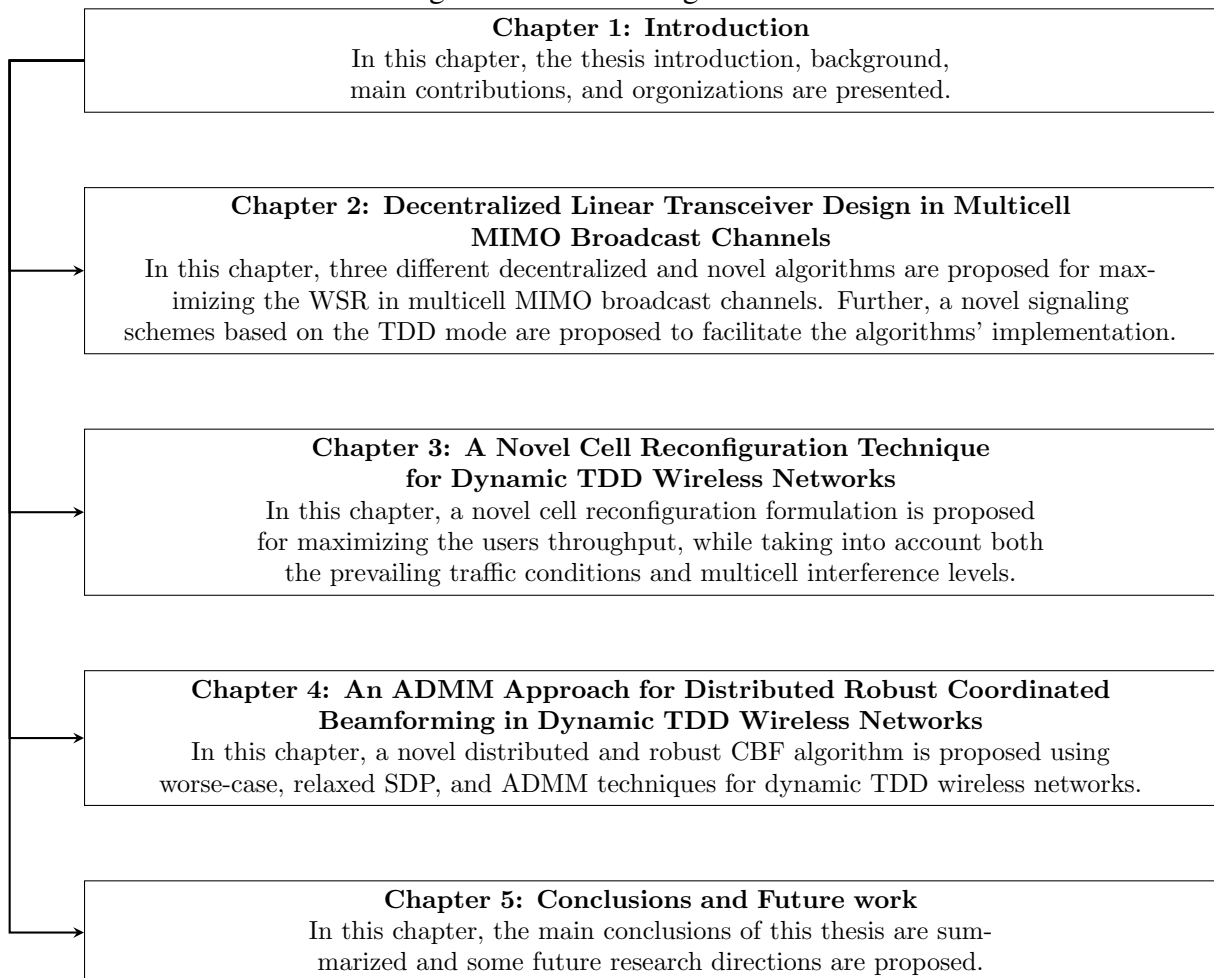 Chapter 1: Introduction
In this chapter, the thesis introduction, background,
main contributions, and orgonizations are presented.
Chapter 2: Decentralized Linear Transceiver Design in Multicell
MIMO Broadcast Channels
In this chapter, three different decentralized and novel algorithms are proposed for max-
imizing the WSR in multicell MIMO broadcast channels. Further, a novel signaling
schemes based on the TDD mode are proposed to facilitate the algorithms' implementation.
Chapter 3: A Novel Cell Reconfiguration Technique
for Dynamic TDD Wireless Networks
In this chapter, a novel cell reconfiguration formulation is proposed
for maximizing the users throughput, while taking into account both
the prevailing traffic conditions and multicell interference levels.
Chapter 4: An ADMM Approach for Distributed Robust Coordinated
Beamforming in Dynamic TDD Wireless Networks
In this chapter, a novel distributed and robust CBF algorithm is proposed using
worse-case, relaxed SDP, and ADMM techniques for dynamic TDD wireless networks.
Chapter 5: Conclusions and Future work
In this chapter, the main conclusions of this thesis are sum-
marized and some future research directions are proposed.